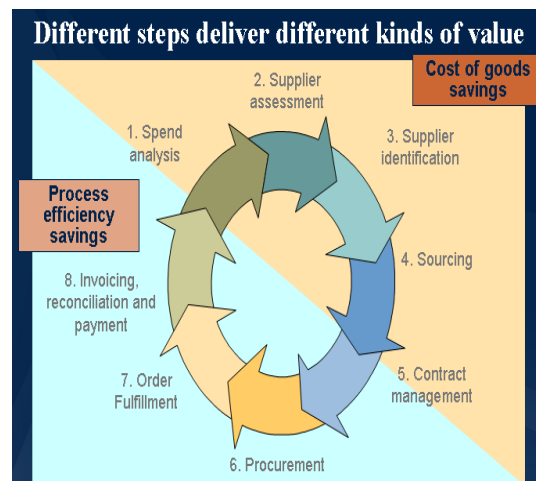 Different steps deliver different kinds of value
Cost of goods
savings
2. Supplier
assessment
1. Spend
analysis
3. Supplier
identification
Process
efficiency
savings
4. Sourcing
8. Invoicing,
reconciliation and
payment
5. Contract
management
7. Order
Fulfillment
6. Procurement